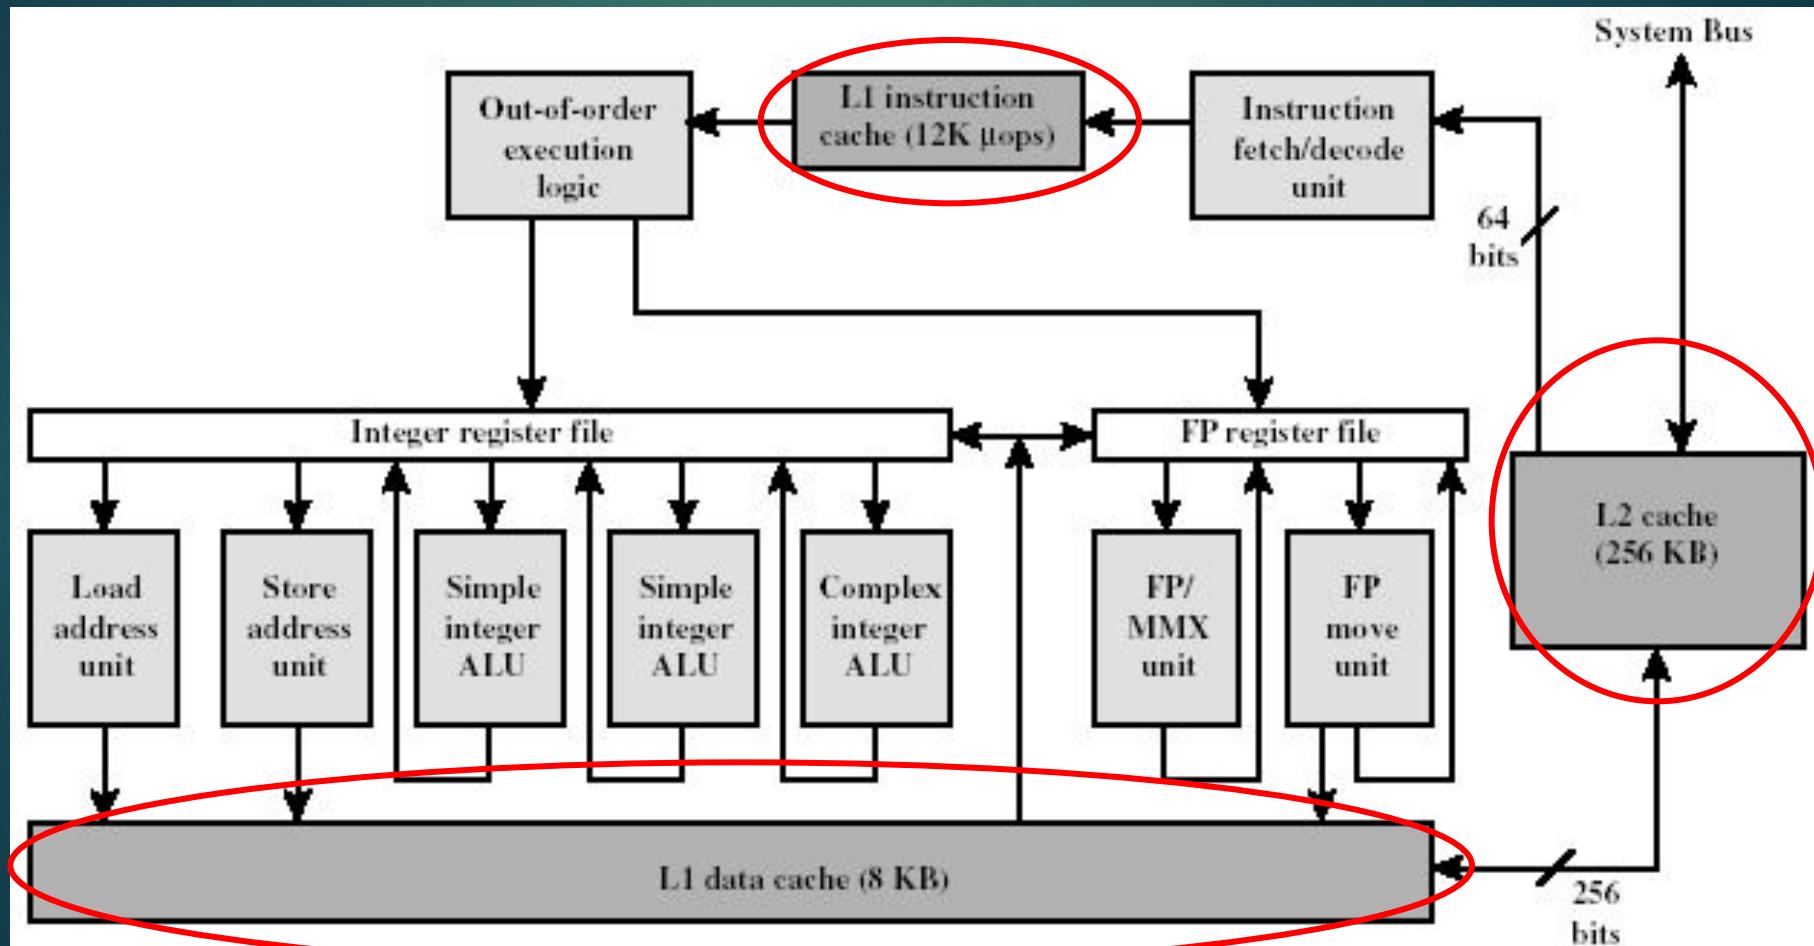 System Bus
Out-of-order
execution
logic
L1 instruction
cache (12K µops)
Instruction
fetch/decode
unit
64
bits
Integer register file
FP register file
L2 cache
(256 KB)
Load
address
unit
Store
address
unit
Simple
integer
ALU
Simple
integer
ALU
Complex
integer
ALU
FP/
MMX
unit
FP
move
unit
L1 data cache (8 KB)
256
bits